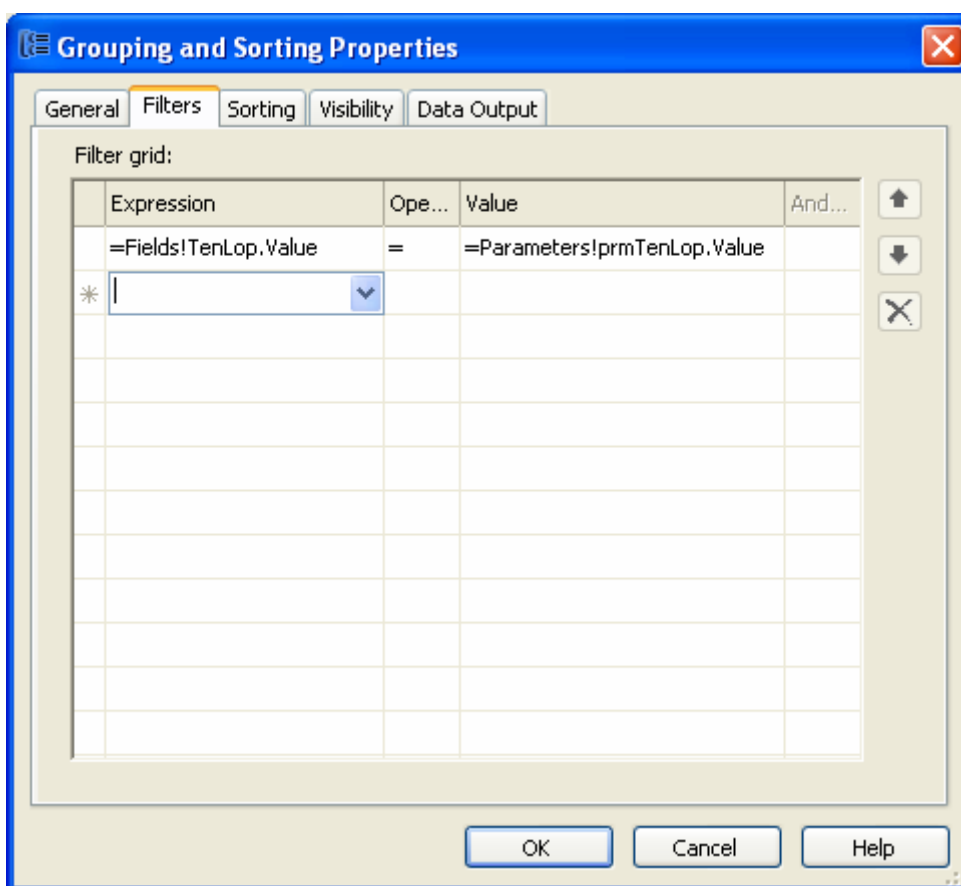 Grouping and Sorting Properties
General Filters Sorting Visibility Data Output
Filter grid:
Expression Ope... Value And...
=Fields!TenLop.Value = =Parameters!prmTenLop.Value
OK Cancel Help